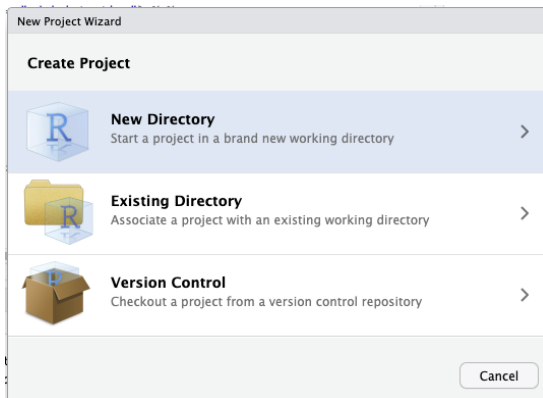 New Project Wizard
Create Project
New Directory
Start a project in a brand new working directory
Existing Directory
Associate a project with an existing working directory
Version Control
Checkout a project from a version control repository
Cancel